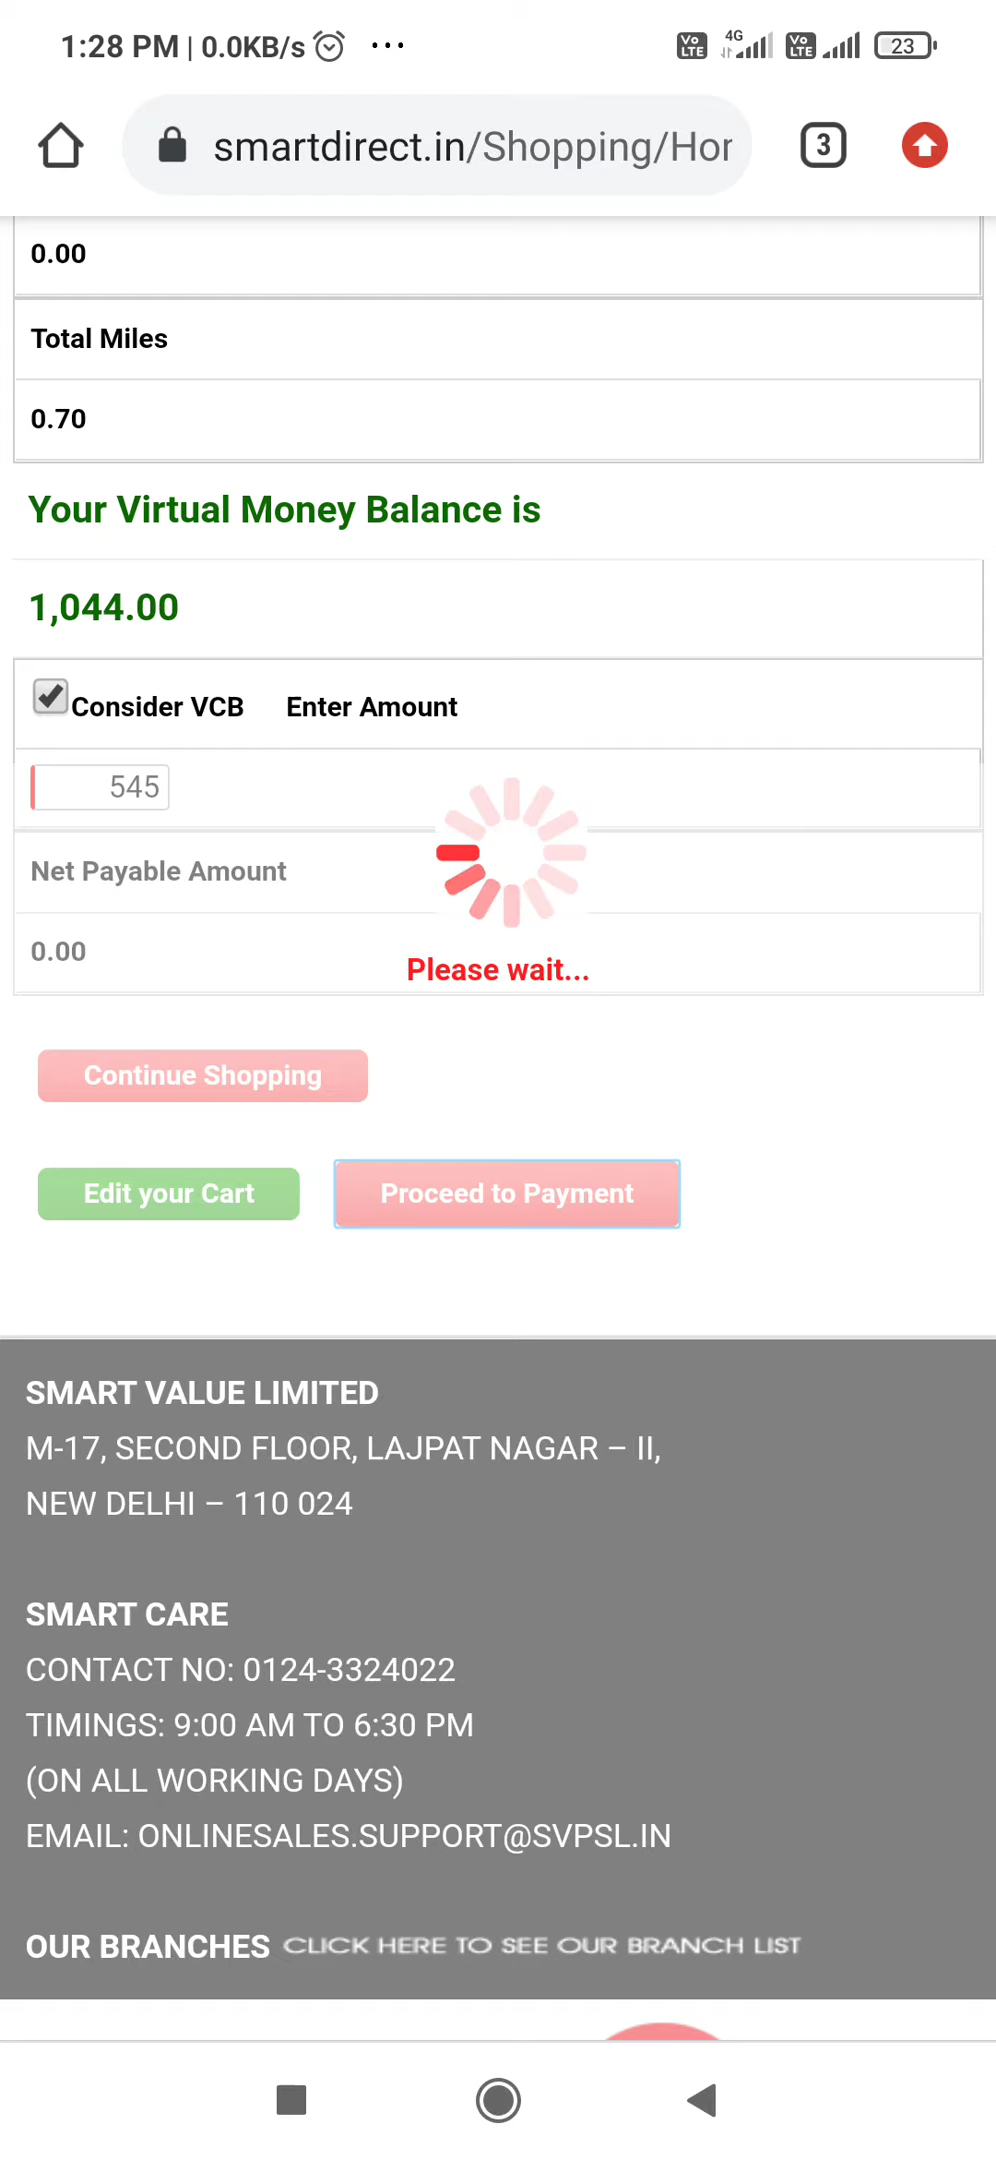 1:28 PM | 0.0KB/s ...
Vo LTE 4G Vo LTE 23
smartdirect.in/Shopping/Hor
3
0.00
Total Miles
0.70
Your Virtual Money Balance is
1,044.00
Consider VCB Enter Amount
545
Net Payable Amount
0.00
Please wait...
Continue Shopping
Edit your Cart Proceed to Payment
SMART VALUE LIMITED
M-17, SECOND FLOOR, LAJPAT NAGAR – II,
NEW DELHI – 110 024
SMART CARE
CONTACT NO: 0124-3324022
TIMINGS: 9:00 AM TO 6:30 PM
(ON ALL WORKING DAYS)
EMAIL: ONLINESALES.SUPPORT@SVPSL.IN
OUR BRANCHES CLICK HERE TO SEE OUR BRANCH LIST